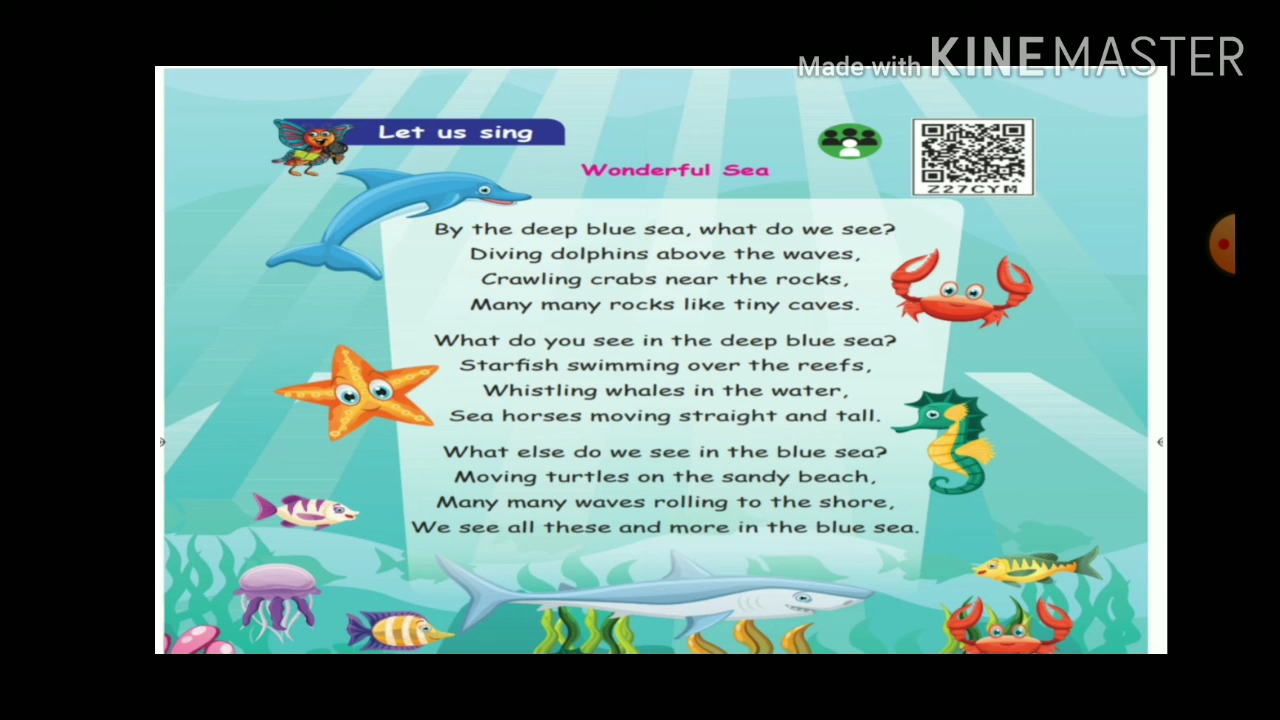 Made with KINEMASTER
Let us sing
Wonderful Sea
Z27CYM
By the deep blue sea, what do we see?
Diving dolphins above the waves,
Crawling crabs near the rocks,
Many many rocks like tiny caves.
What do you see in the deep blue sea?
Starfish swimming over the reefs,
Whistling whales in the water,
Sea horses moving straight and tall.
What else do we see in the blue sea?
Moving turtles on the sandy beach,
Many many waves rolling to the shore,
We see all these and more in the blue sea.